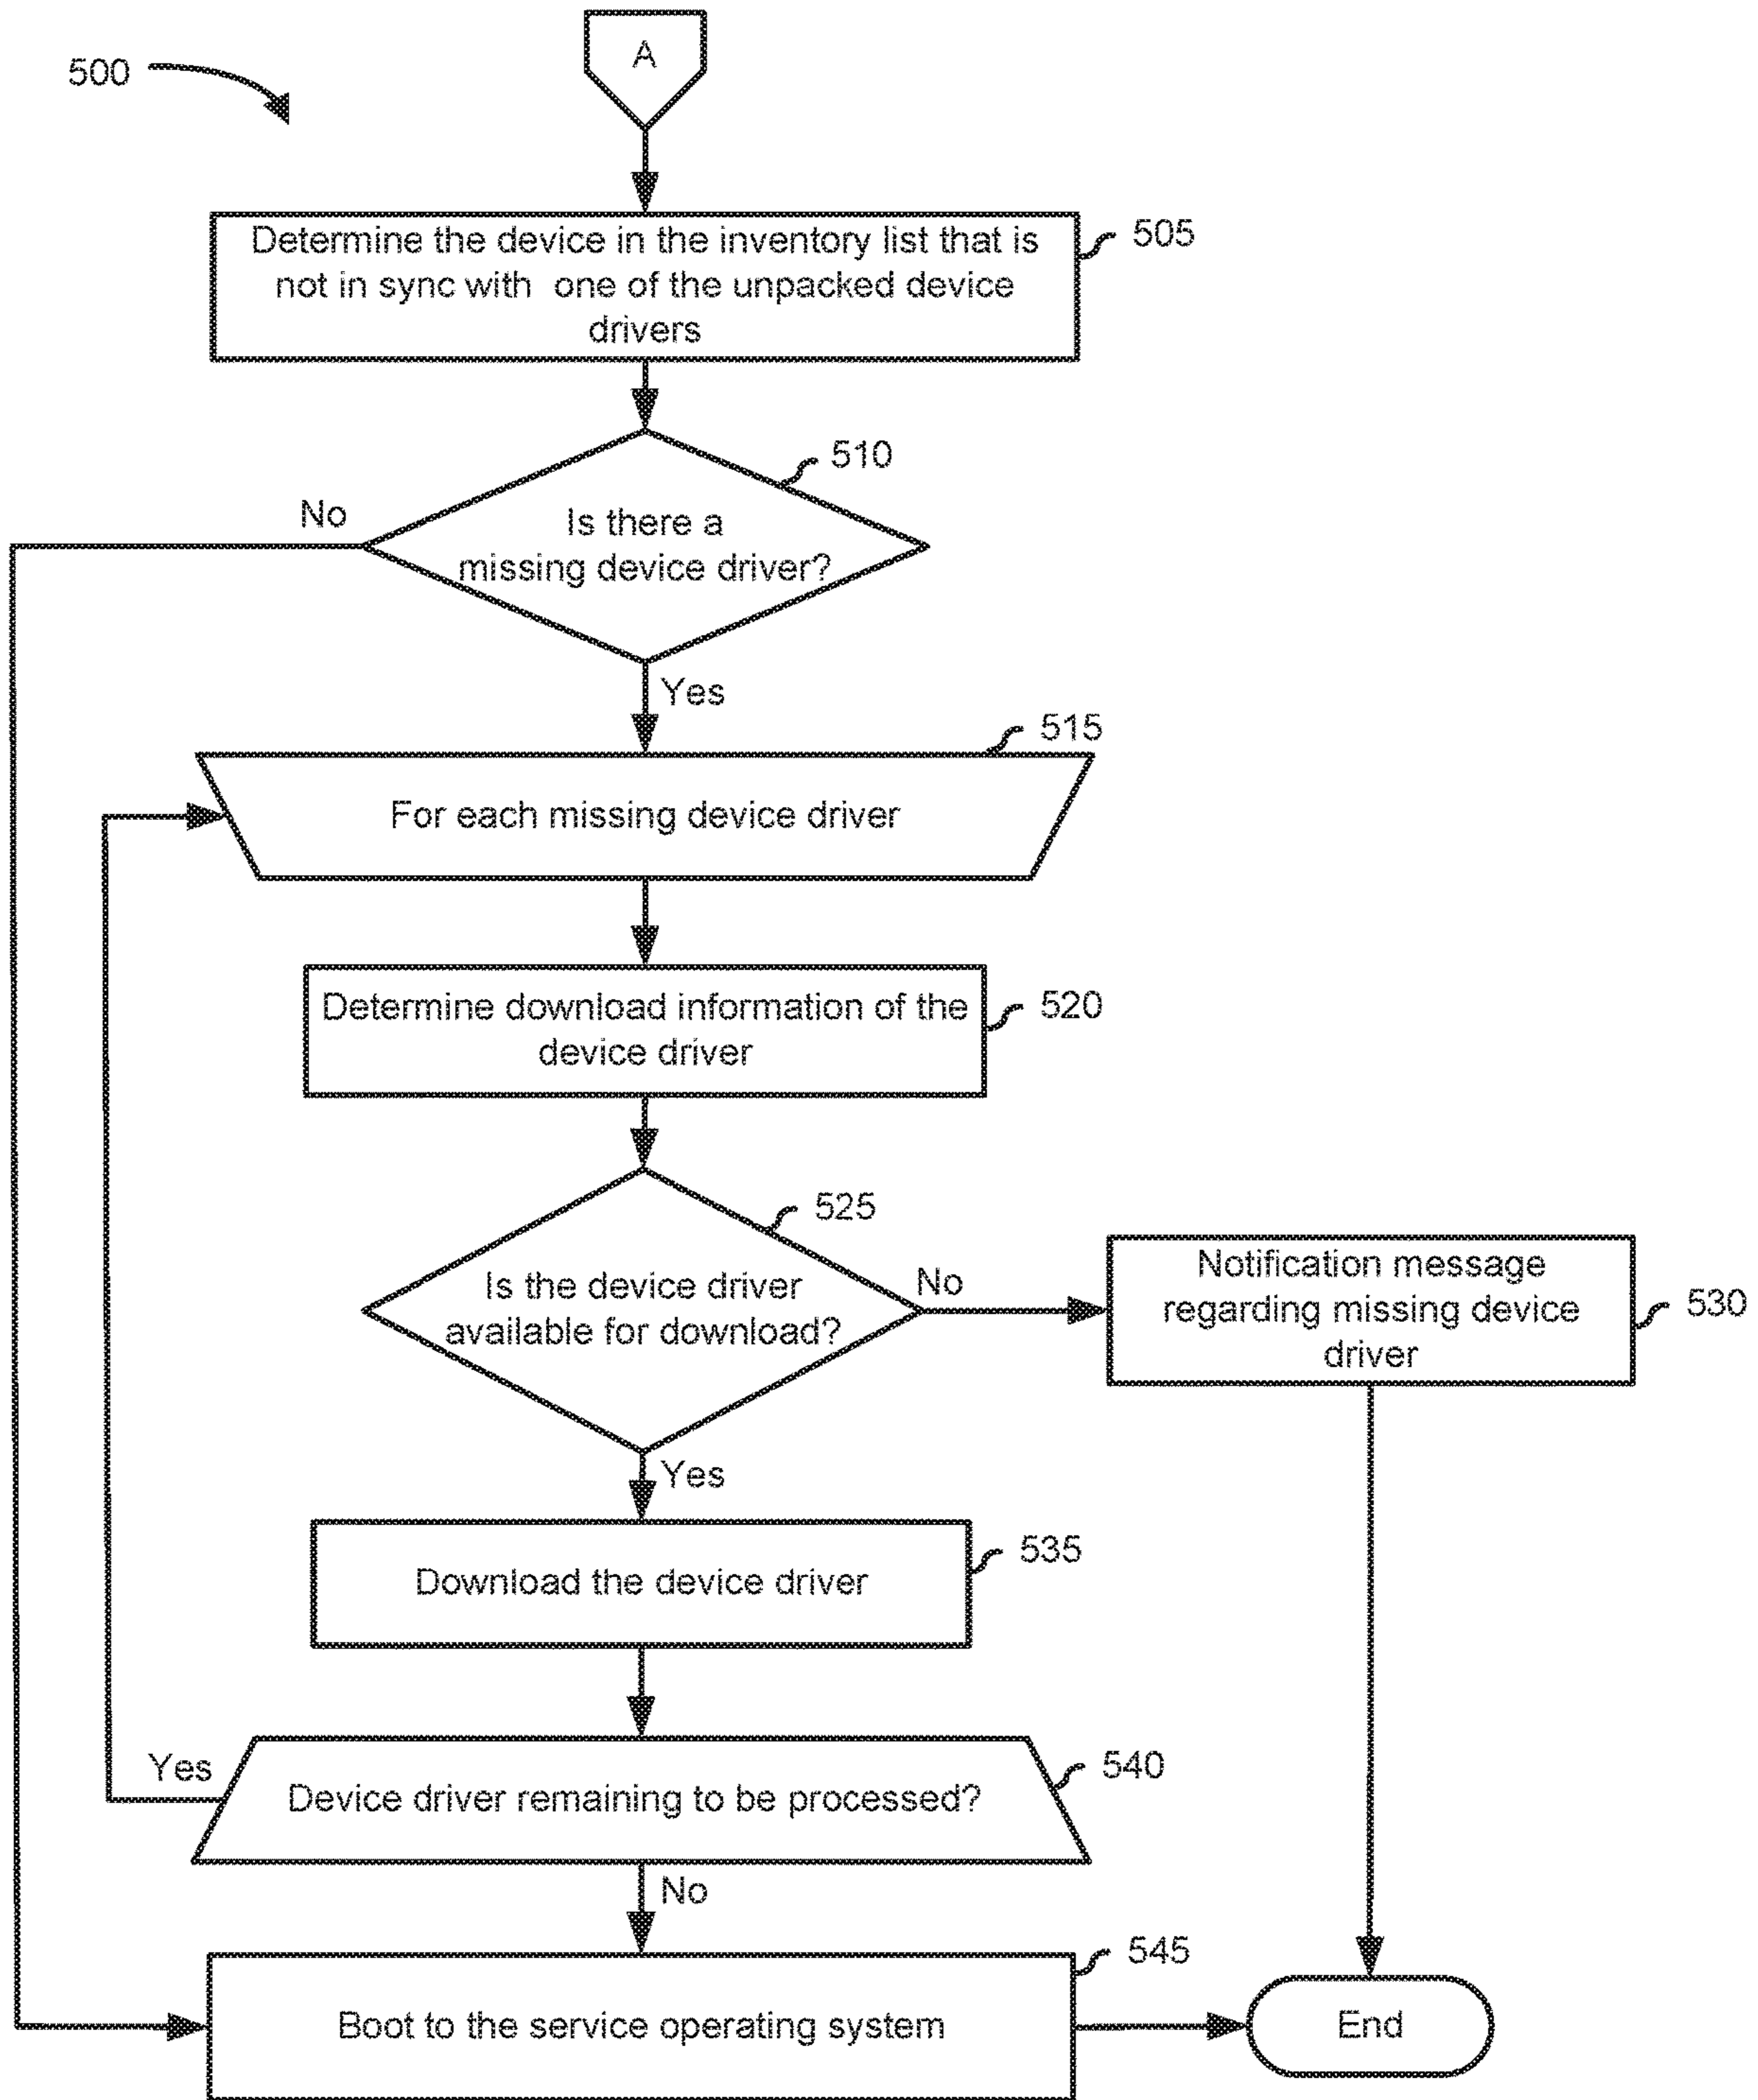 A
500
Determine the device in the inventory list that is
not in sync with one of the unpacked device
drivers
505
510
No
Is there a
missing device driver?
Yes
515
For each missing device driver
Determine download information of the
device driver
520
525
Is the device driver
available for download?
No
Notification message
regarding missing device
driver
530
Yes
535
Download the device driver
Yes
Device driver remaining to be processed?
540
No
545
Boot to the service operating system
End